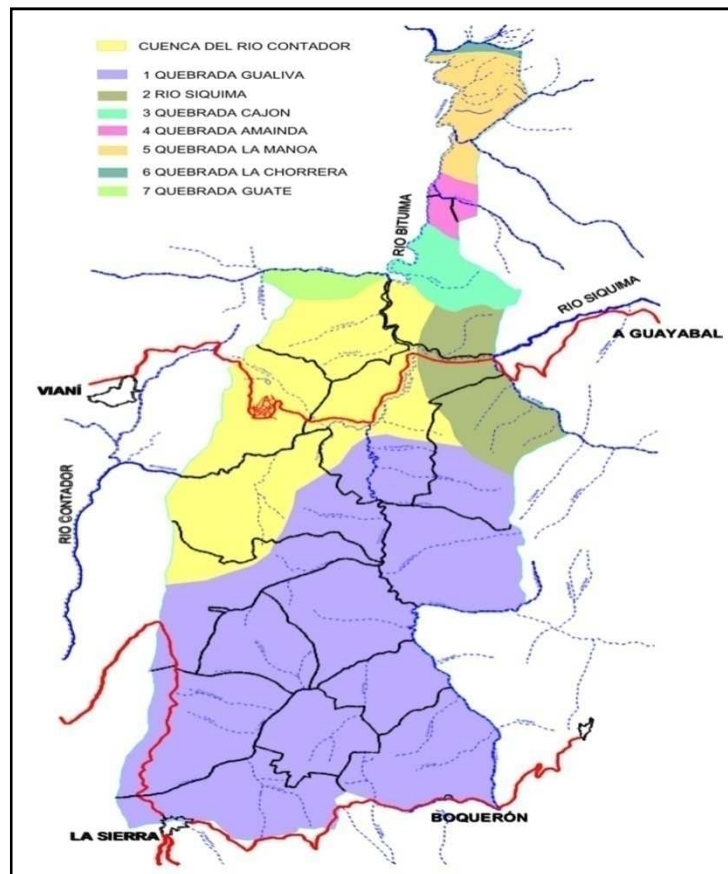 CUENCA DEL RIO CONTADOR
1 QUEBRADA GUALIVA
2 RIO SIQUIMA
3 QUEBRADA CAJON
4 QUEBRADA AMAINDA
5 QUEBRADA LA MANOA
6 QUEBRADA LA CHORRERA
7 QUEBRADA GUATE
RIO BITUIMA
RIO SIQUIMA
A GUAYABAL
VIANÍ
RIO CONTADOR
BOQUERÓN
LA SIERRA